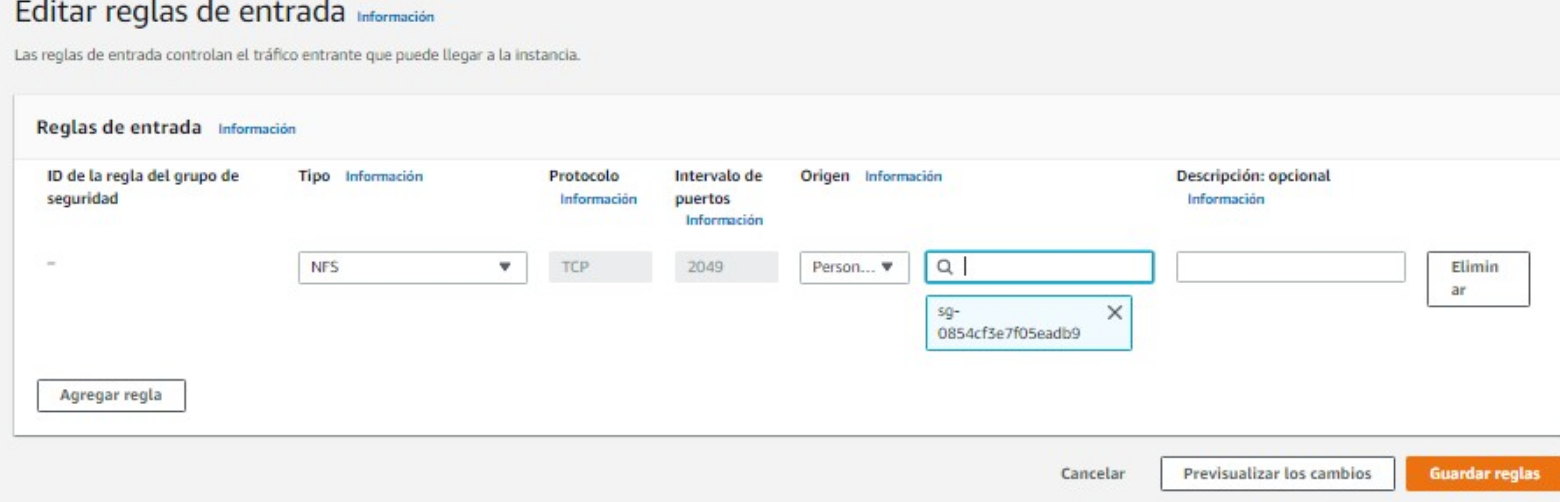 Editar reglas de entrada Información
Las reglas de entrada controlan el tráfico entrante que puede llegar a la instancia.
Reglas de entrada Información
ID de la regla del grupo de
seguridad
Tipo Información
Protocolo
Información
Intervalo de
puertos
Información
Origen Información
Descripción: opcional
Información
–
NFS
TCP
2049
Person...
sg-
0854cf3e7f05eadb9
Elimin
ar
Agregar regla
Cancelar
Previsualizar los cambios
Guardar reglas